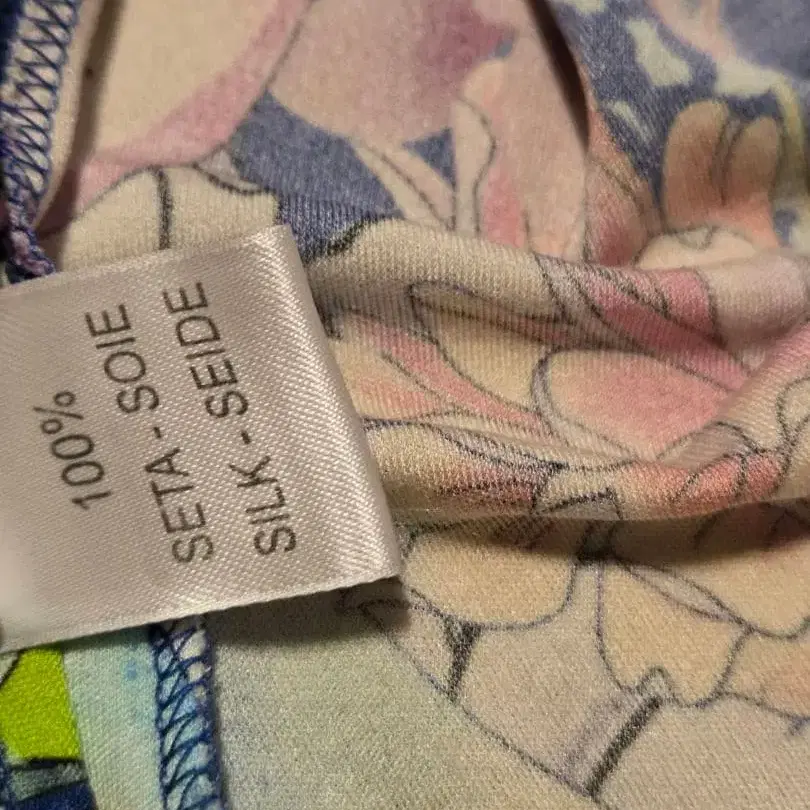 100%
SETA - SOIE
SILK - SEIDE